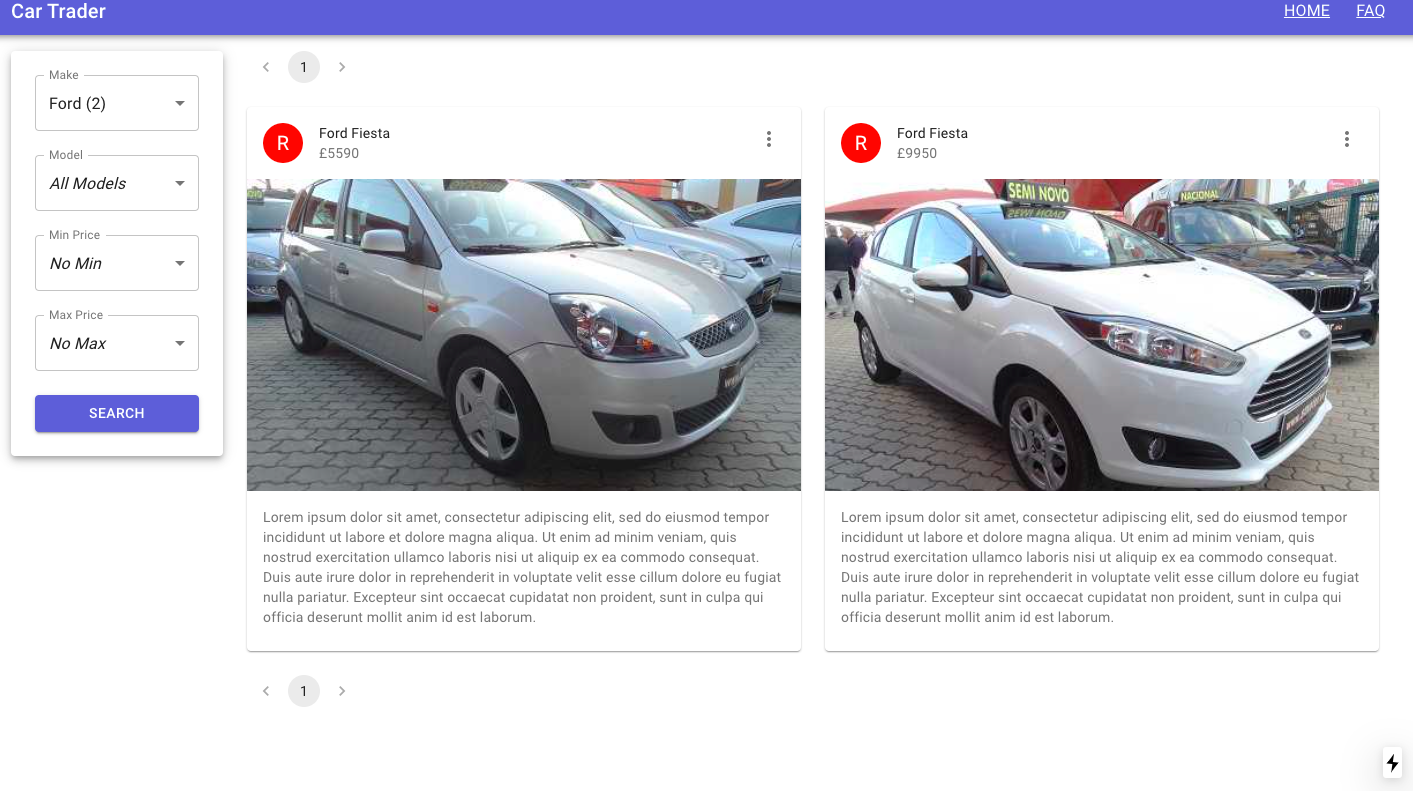 Car Trader
HOME
FAQ
Make
Ford (2)
Model
All Models
Min Price
No Min
Max Price
No Max
SEARCH
1
R
Ford Fiesta
£5590
Lorem ipsum dolor sit amet, consectetur adipiscing elit, sed do eiusmod tempor
incididunt ut labore et dolore magna aliqua. Ut enim ad minim veniam, quis
nostrud exercitation ullamco laboris nisi ut aliquip ex ea commodo consequat.
Duis aute irure dolor in reprehenderit in voluptate velit esse cillum dolore eu fugiat
nulla pariatur. Excepteur sint occaecat cupidatat non proident, sunt in culpa qui
officia deserunt mollit anim id est laborum.
R
Ford Fiesta
£9950
SEMI NOVO
NACIONAL
Lorem ipsum dolor sit amet, consectetur adipiscing elit, sed do eiusmod tempor
incididunt ut labore et dolore magna aliqua. Ut enim ad minim veniam, quis
nostrud exercitation ullamco laboris nisi ut aliquip ex ea commodo consequat.
Duis aute irure dolor in reprehenderit in voluptate velit esse cillum dolore eu fugiat
nulla pariatur. Excepteur sint occaecat cupidatat non proident, sunt in culpa qui
officia deserunt mollit anim id est laborum.
1